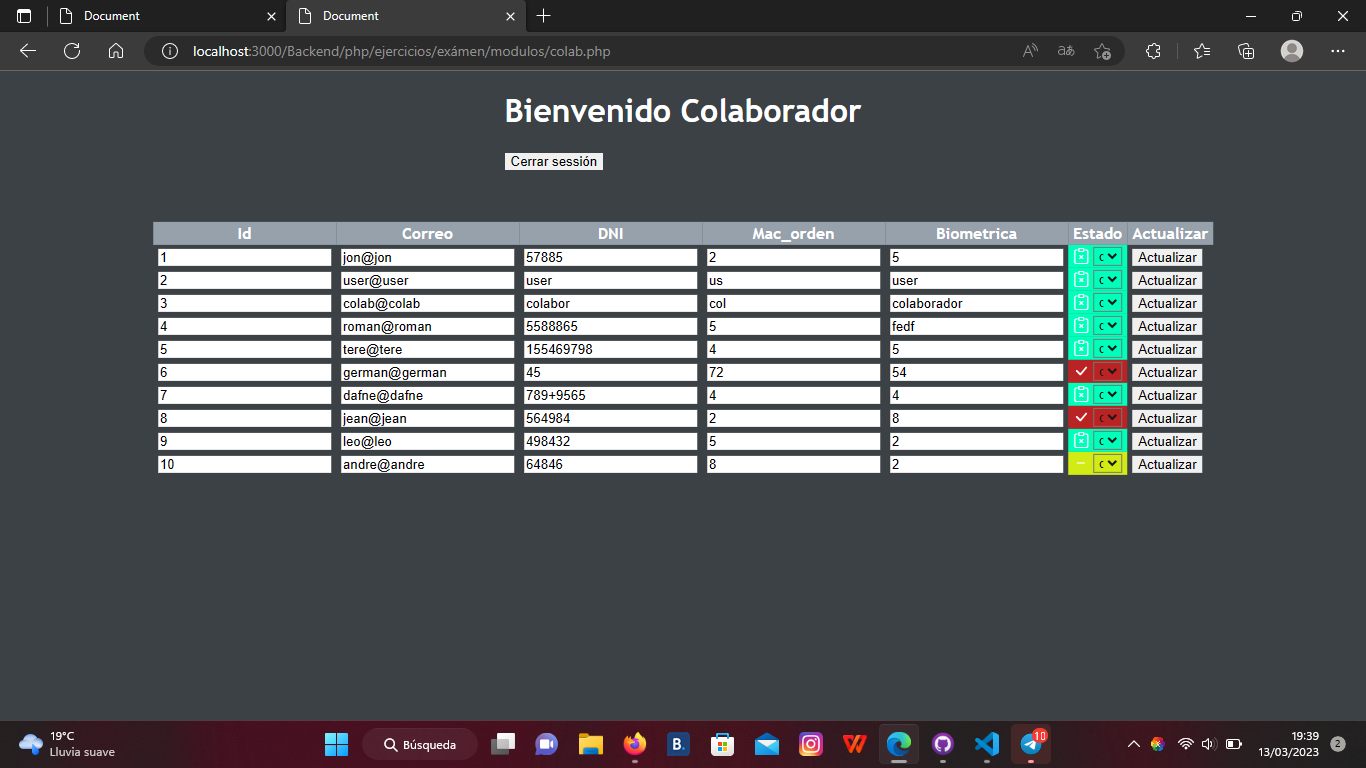 Document
Document
localhost:3000/Backend/php/ejercicios/exámen/modulos/colab.php
Bienvenido Colaborador
Cerrar sessión
Id Correo DNI Mac_orden Biometrica Estado Actualizar
1 jon@jon 57885 2 5 Actualizar
2 user@user user us user Actualizar
3 colab@colab colabor col colaborador Actualizar
4 roman@roman 5588865 5 fedf Actualizar
5 tere@tere 155469798 4 5 Actualizar
6 german@german 45 72 54 Actualizar
7 dafne@dafne 789+9565 4 4 Actualizar
8 jean@jean 564984 2 8 Actualizar
9 leo@leo 498432 5 2 Actualizar
10 andre@andre 64846 8 2 Actualizar
19°C
Lluvia suave
Búsqueda
B.
10
19:39
13/03/2023
2